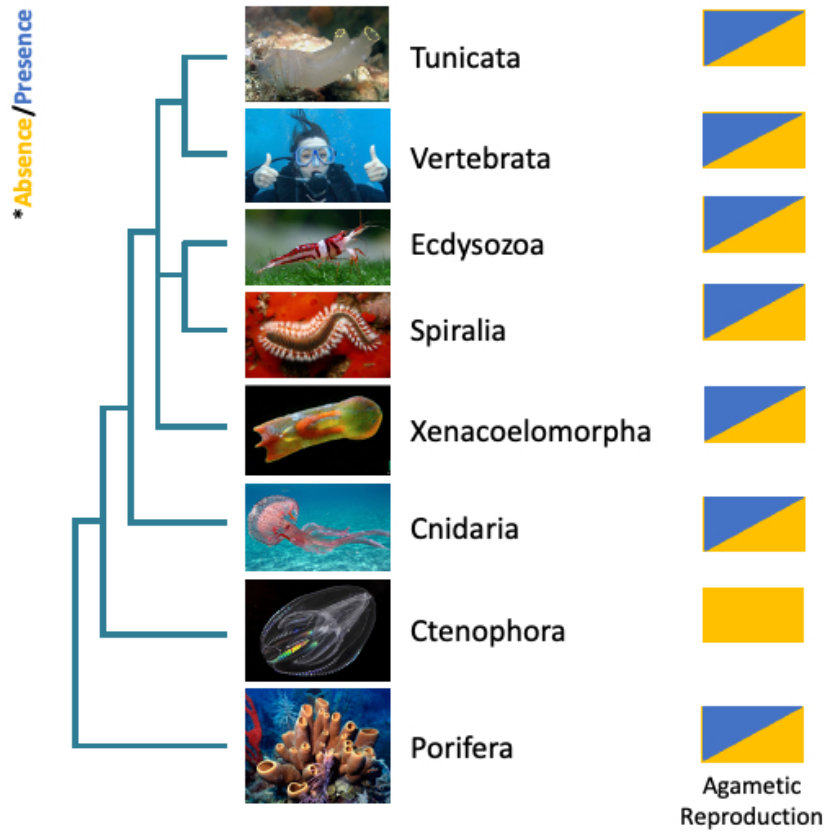 *Absence/Presence
Tunicata
Vertebrata
Ecdysozoa
Spiralia
Xenacoelomorpha
Cnidaria
Ctenophora
Porifera
Agametic
Reproduction